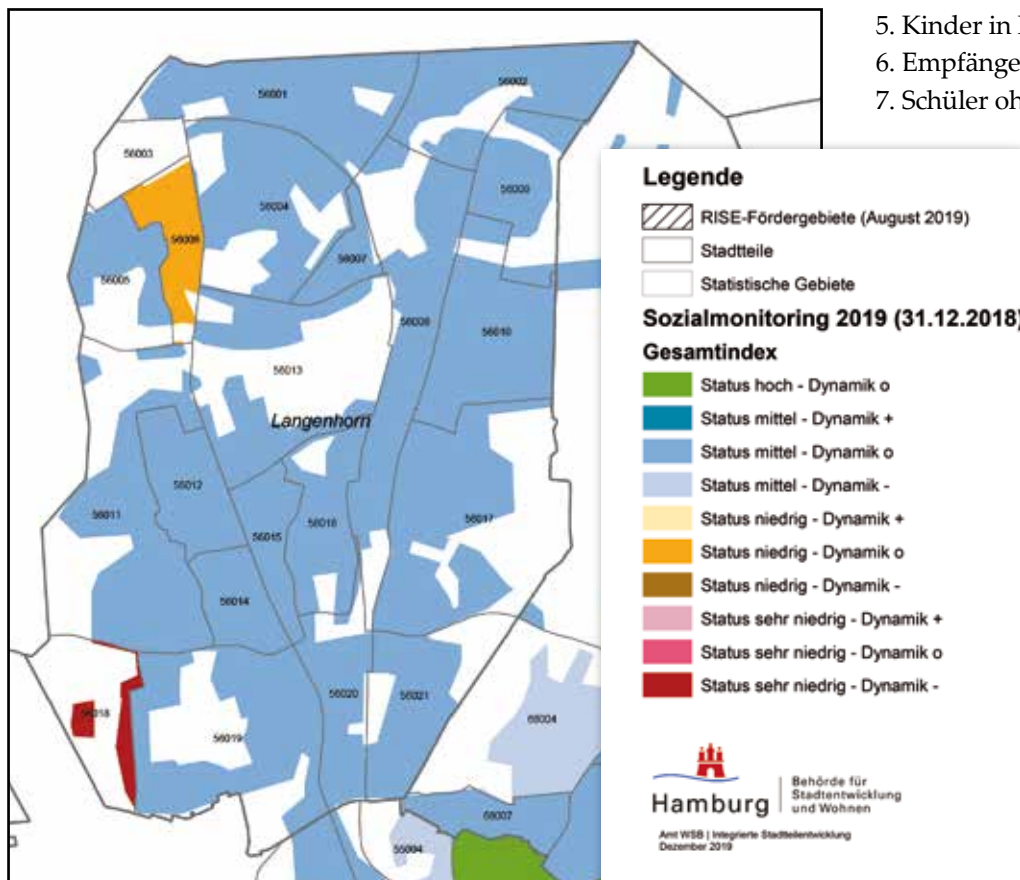 5. Kinder in
6. Empfänge
7. Schüler oh
56001
56002
56003
56004
56005
56006
56007
56008
56009
56010
56013
Langenhorn
56011
56012
56015
56016
56017
56014
56018
56019
56020
56021
68004
68007
55004
Legende
RISE-Fördergebiete (August 2019)
Stadtteile
Statistische Gebiete
Sozialmonitoring 2019 (31.12.2018)
Gesamtindex
Status hoch - Dynamik o
Status mittel - Dynamik +
Status mittel - Dynamik o
Status mittel - Dynamik -
Status niedrig - Dynamik +
Status niedrig - Dynamik o
Status niedrig - Dynamik -
Status sehr niedrig - Dynamik +
Status sehr niedrig - Dynamik o
Status sehr niedrig - Dynamik -
Hamburg
Behörde für
Stadtentwicklung
und Wohnen
Amt WSB | Integrierte Stadtteilentwicklung
Dezember 2019